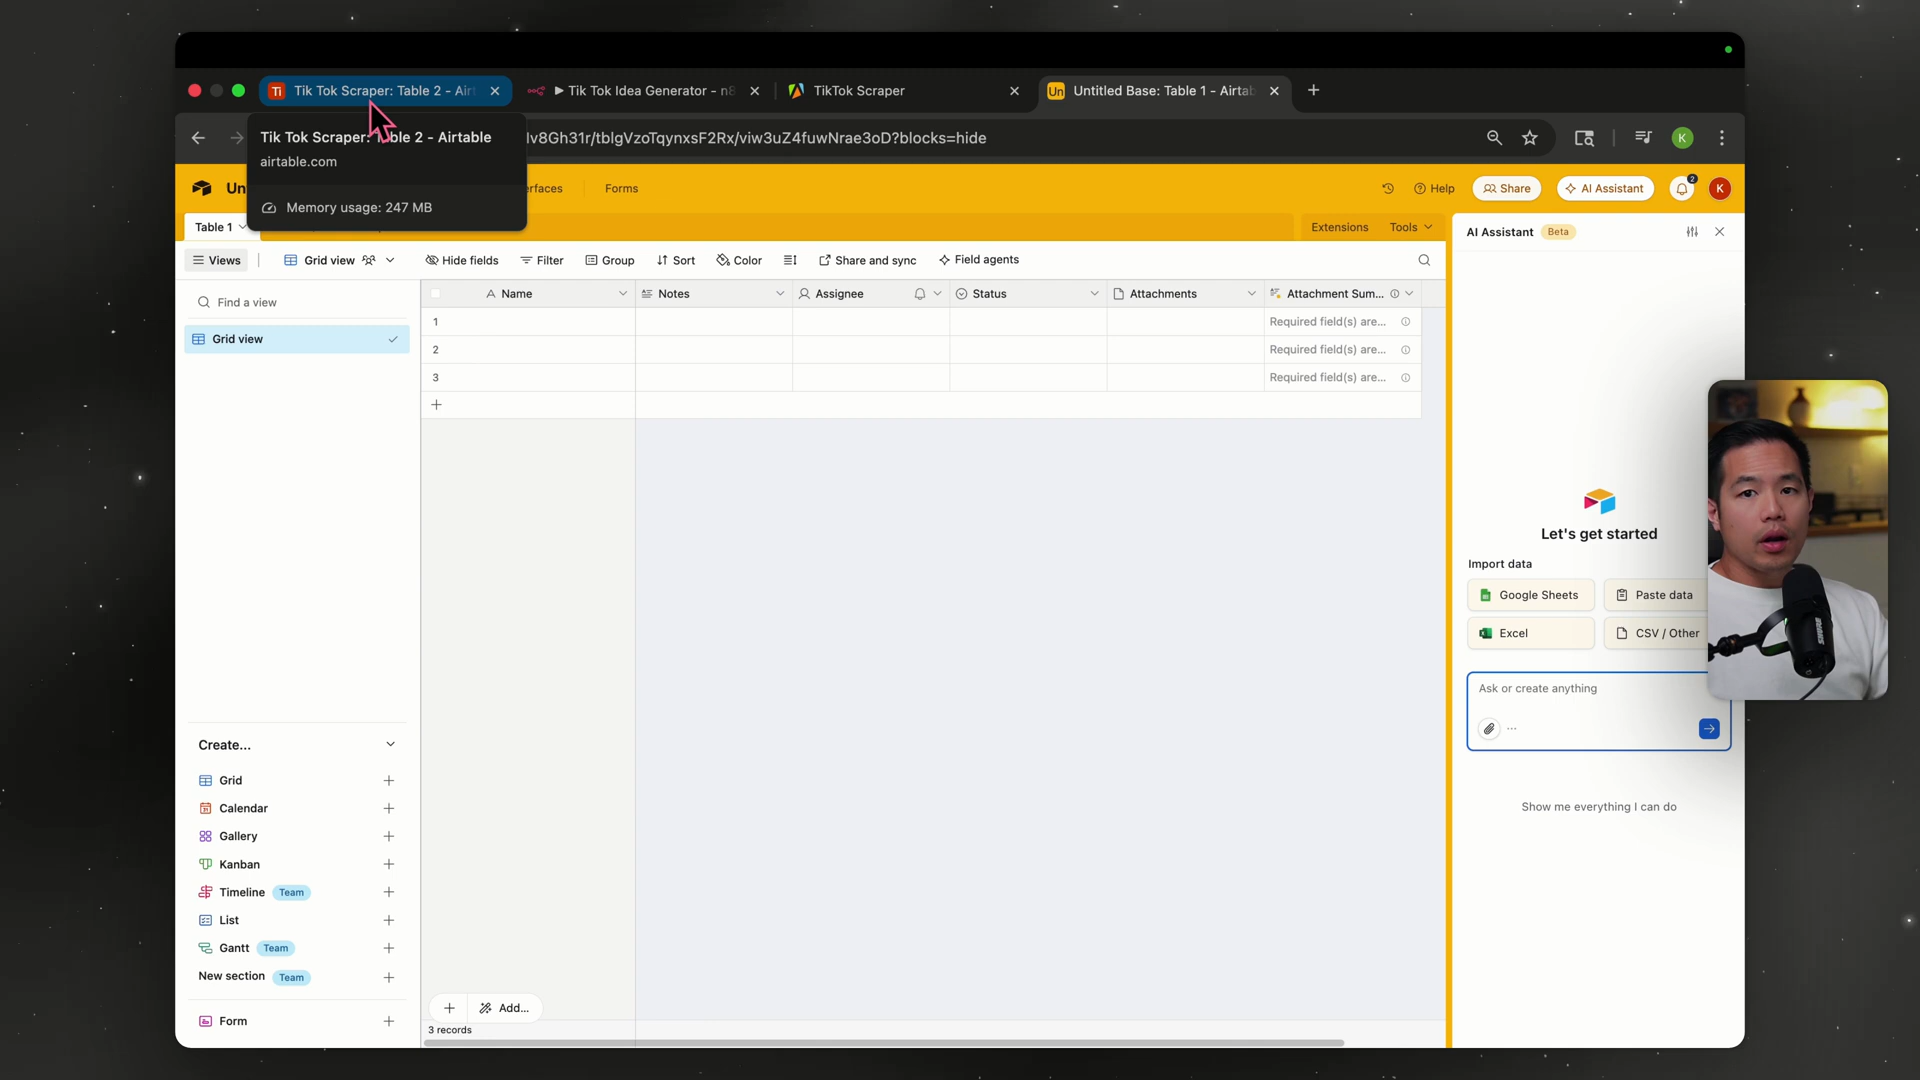 Ti Tik Tok Scraper: Table 2 - Air
Tik Tok Idea Generator - n8
TikTok Scraper
Un Untitled Base: Table 1 - Airtab
Tik Tok Scraper: Table 2 - Airtable
airtable.com
Memory usage: 247 MB
lv8Gh31r/tblgVzoTqynxsF2Rx/viw3uZ4fuwNrae3oD?blocks=hide
K
Un
erfaces
Forms
Help
Share
AI Assistant
2
K
Table 1
Extensions
Tools
Views
Grid view
Hide fields
Filter
Group
Sort
Color
Share and sync
Field agents
AI Assistant
Beta
Find a view
Grid view
Name
Notes
Assignee
Status
Attachments
Attachment Sum...
1
Required field(s) are...
2
Required field(s) are...
3
Required field(s) are...
Let's get started
Import data
Google Sheets
Paste data
Excel
CSV / Other
Ask or create anything
Show me everything I can do
Create...
Grid
Calendar
Gallery
Kanban
Timeline Team
List
Gantt Team
New section Team
Form
Add...
3 records